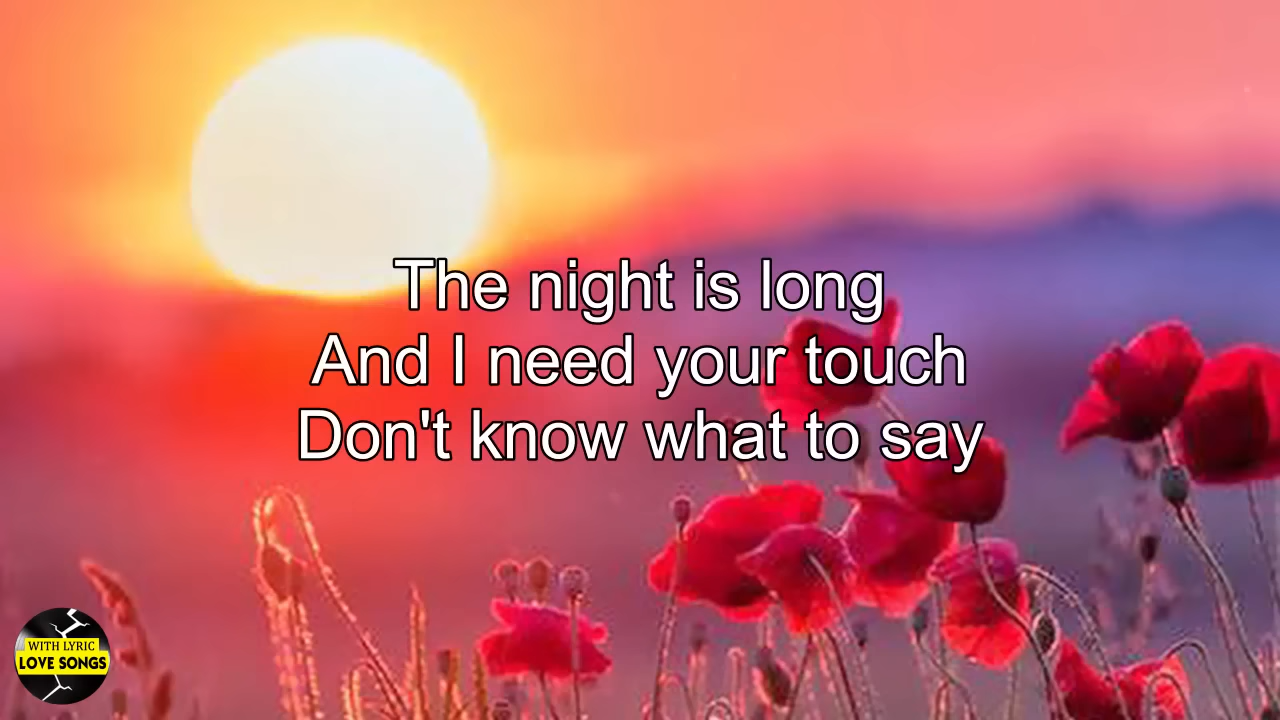 The night is long
And I need your touch
Don't know what to say
WITH LYRIC
LOVE SONGS